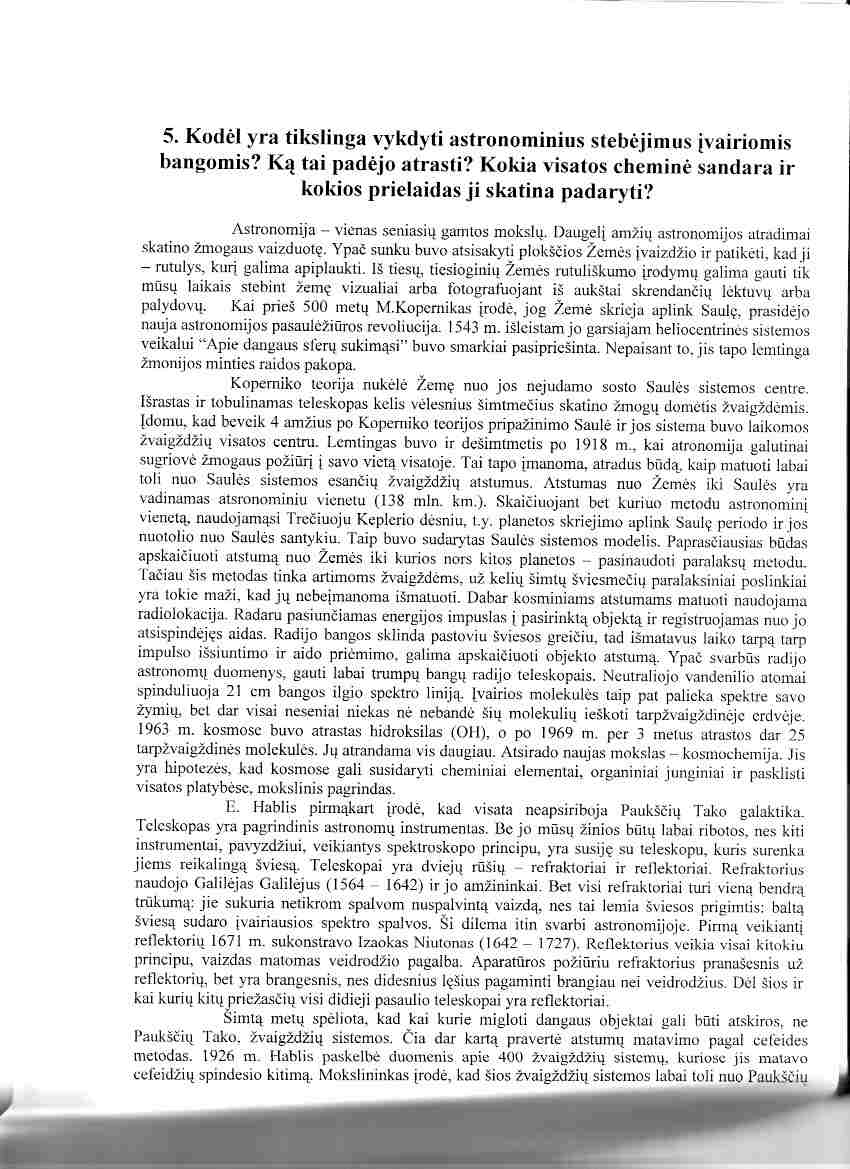 5. Kodėl yra tikslinga vykdyti astronominius stebėjimus įvairiomis
bangomis? Ką tai padėjo atrasti? Kokia visatos cheminė sandara ir
kokios prielaidas ji skatina padaryti?
Astronomija – vienas seniasių gamtos mokslų. Daugelį amžių astronomijos atradimai
skatino žmogaus vaizduotę. Ypač sunku buvo atsisakyti plokščios Žemės įvaizdžio ir patikėti, kad ji
– rutulys, kurį galima apiplaukti. Iš tiesų, tiesioginių Žemės rutuliškumo įrodymų galima gauti tik
mūsų laikais stebint žemę vizualiai arba fotografuojant iš aukštai skrendančių lėktuvų arba
palydovų. Kai prieš 500 metų M.Kopernikas įrodė, jog Žemė skrieja aplink Saulę, prasidėjo
nauja astronomijos pasaulėžiūros revoliucija. 1543 m. išleistam jo garsiajam heliocentrinės sistemos
veikalui “Apie dangaus sferų sukimąsi” buvo smarkiai pasipriešinta. Nepaisant to, jis tapo lemtinga
žmonijos minties raidos pakopa.
Koperniko teorija nukėlė Žemę nuo jos nejudamo sosto Saulės sistemos centre.
Išrastas ir tobulinamas teleskopas kelis vėlesnius šimtmečius skatino žmogų domėtis žvaigždėmis.
Įdomu, kad beveik 4 amžius po Koperniko teorijos pripažinimo Saulė ir jos sistema buvo laikomos
žvaigždžių visatos centru. Lemtingas buvo ir dešimtmetis po 1918 m., kai atronomija galutinai
sugriovė žmogaus požiūrį į savo vietą visatoje. Tai tapo įmanoma, atradus būdą, kaip matuoti labai
toli nuo Saulės sistemos esančių žvaigždžių atstumus. Atstumas nuo Žemės iki Saulės yra
vadinamas atsronominiu vienetu (138 mln. km.). Skaičiuojant bet kuriuo metodu astronominį
vienetą, naudojamąsi Trečiuoju Keplerio dėsniu, t.y. planetos skriejimo aplink Saulę periodo ir jos
nuotolio nuo Saulės santykiu. Taip buvo sudarytas Saulės sistemos modelis. Paprasčiausias būdas
apskaičiuoti atstumą nuo Žemės iki kurios nors kitos planetos – pasinaudoti paralaksų metodu.
Tačiau šis metodas tinka artimoms žvaigždėms, už kelių šimtų šviesmečių paralaksiniai poslinkiai
yra tokie maži, kad jų nebeįmanoma išmatuoti. Dabar kosminiams atstumams matuoti naudojama
radiolokacija. Radaru pasiunčiamas energijos impuslas į pasirinktą objektą ir registruojamas nuo jo
atsispindėjęs aidas. Radijo bangos sklinda pastoviu šviesos greičiu, tad išmatavus laiko tarpą tarp
impulso išsiuntimo ir aido priėmimo, galima apskaičiuoti objekto atstumą. Ypač svarbūs radijo
astronomų duomenys, gauti labai trumpų bangų radijo teleskopais. Neutraliojo vandenilio atomai
spinduliuoja 21 cm bangos ilgio spektro liniją. Įvairios molekulės taip pat palieka spektre savo
žymių, bet dar visai neseniai niekas nė nebandė šių molekulių ieškoti tarpžvaigždinėje erdvėje.
1963 m. kosmose buvo atrastas hidroksilas (OH), o po 1969 m. per 3 metus atrastos dar 25
tarpžvaigždinės molekulės. Jų atrandama vis daugiau. Atsirado naujas mokslas – kosmochemija. Jis
yra hipotezės, kad kosmose gali susidaryti cheminiai elementai, organiniai junginiai ir pasklisti
visatos platybėse, mokslinis pagrindas.
E. Hablis pirmąkart įrodė, kad visata neapsiriboja Paukščių Tako galaktika.
Teleskopas yra pagrindinis astronomų instrumentas. Be jo mūsų žinios būtų labai ribotos, nes kiti
instrumentai, pavyzdžiui, veikiantys spektroskopo principu, yra susiję su teleskopu, kuris surenka
jiems reikalingą šviesą. Teleskopai yra dviejų rūšių – refraktoriai ir reflektoriai. Refraktorius
naudojo Galilėjas Galilėjus (1564 – 1642) ir jo amžininkai. Bet visi refraktoriai turi vieną bendrą
trūkumą: jie sukuria netikrom spalvom nuspalvintą vaizdą, nes tai lemia šviesos prigimtis: baltą
šviesą sudaro įvairiausios spektro spalvos. Ši dilema itin svarbi astronomijoje. Pirmą veikiantį
reflektorių 1671 m. sukonstravo Izaokas Niutonas (1642 – 1727). Reflektorius veikia visai kitokiu
principu, vaizdas matomas veidrodžio pagalba. Aparatūros požiūriu refraktorius pranašesnis už
reflektorių, bet yra brangesnis, nes didesnius lęšius pagaminti brangiau nei veidrodžius. Dėl šios ir
kai kurių kitų priežasčių visi didieji pasaulio teleskopai yra reflektoriai.
Šimtą metų spėliota, kad kai kurie migloti dangaus objektai gali būti atskiros, ne
Paukščių Tako, žvaigždžių sistemos. Čia dar kartą pravertė atstumų matavimo pagal cefeides
metodas. 1926 m. Hablis paskelbė duomenis apie 400 žvaigždžių sistemų, kuriose jis matavo
cefeidžių spindesio kitimą. Mokslininkas įrodė, kad šios žvaigždžių sistemos labai toli nuo Paukščių